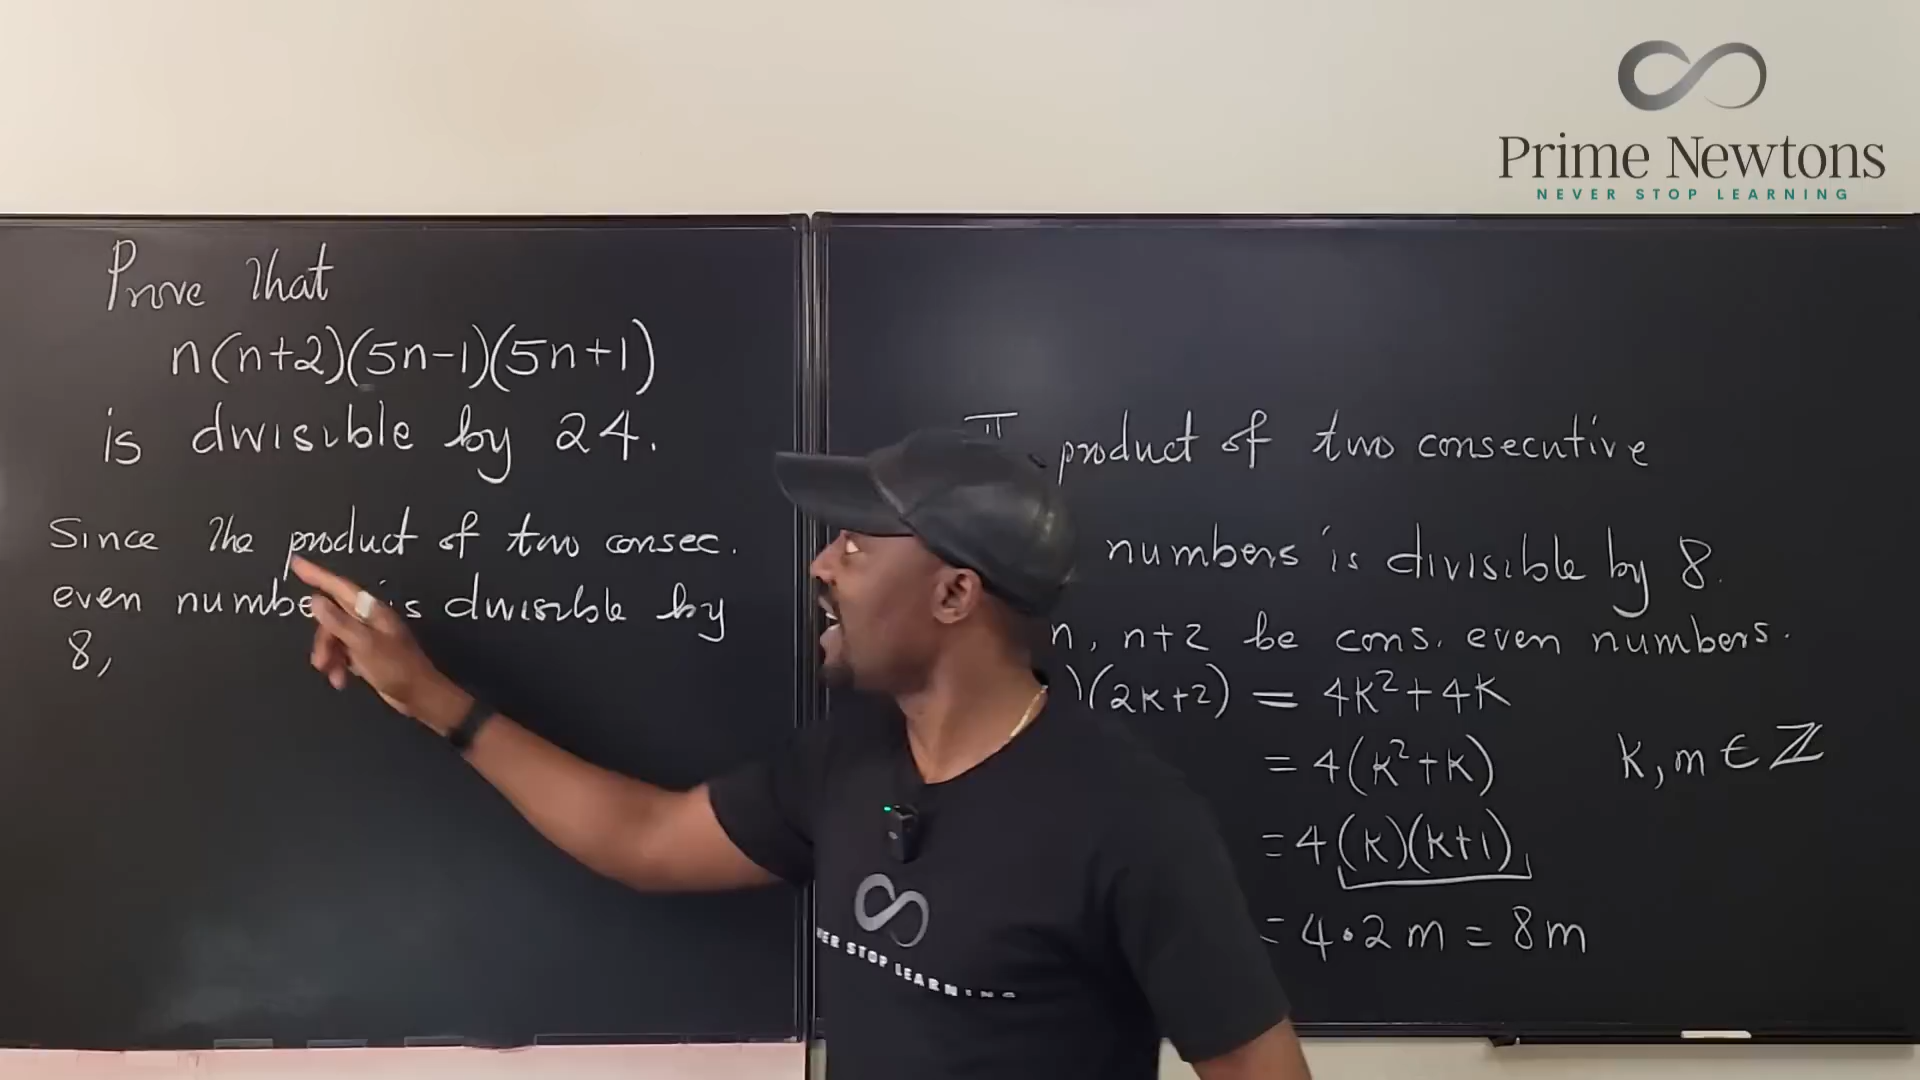 Prime Newtons
NEVER STOP LEARNING
Prove that
n(n+2)(5n-1)(5n+1)
is divisible by 24.
Since the product of two consec.
even is divisible by
8,
product of two consecutive
numbers is divisible by 8.
n, n+2 be cons. even numbers.
)(2k+2) = 4k²+4k
= 4(k²+k)
k, m ∈ ℤ
= 4(k)(k+1)
= 4·2m = 8m
STOP LEARNING